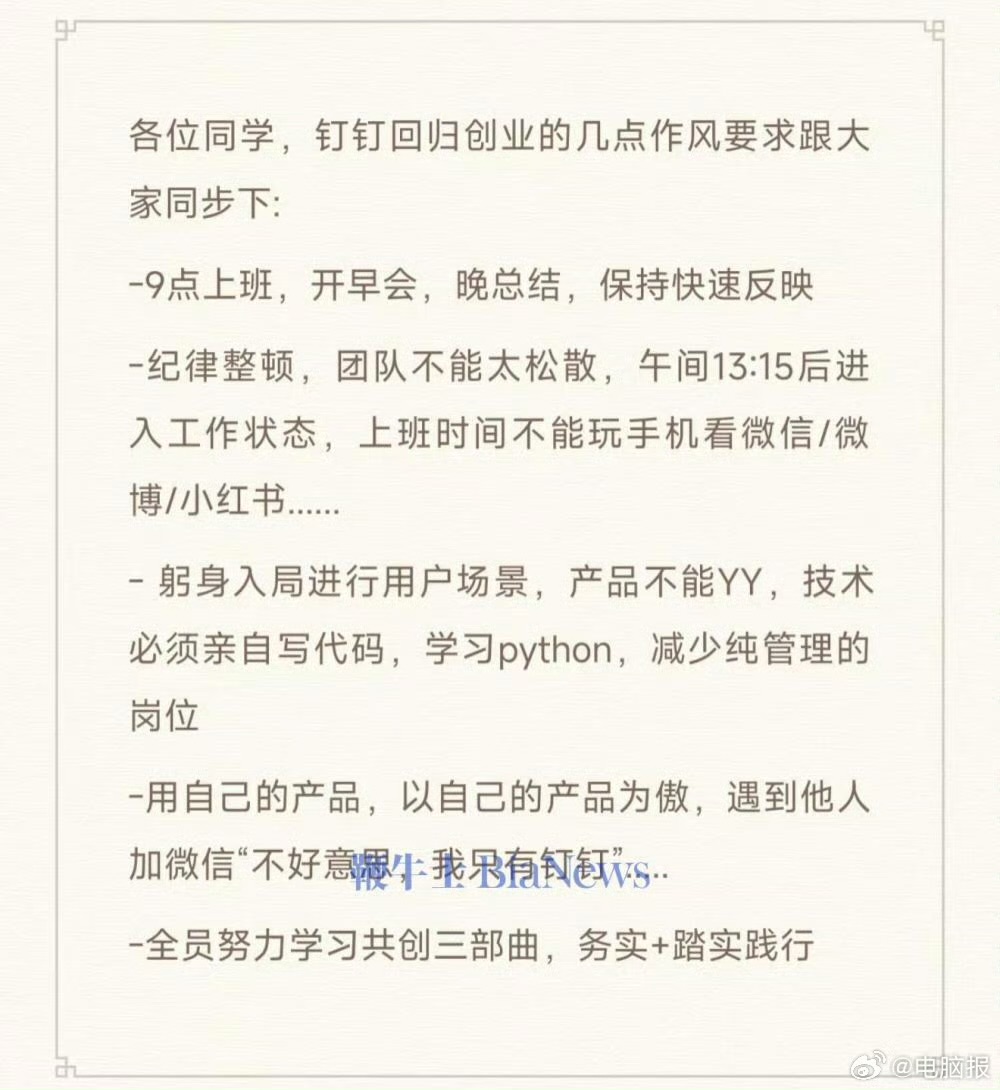 各位同学，钉钉回归创业的几点作风要求跟大
家同步下:
-9点上班，开早会，晚总结，保持快速反映
-纪律整顿，团队不能太松散，午间13:15后进
入工作状态，上班时间不能玩手机看微信/微
博/小红书......
- 躬身入局进行用户场景，产品不能YY，技术
必须亲自写代码，学习python，减少纯管理的
岗位
-用自己的产品，以自己的产品为傲，遇到他人
加微信“不好意思，我只有钉钉”.....
鞭牛士 BiaNews
-全员努力学习共创三部曲，务实+踏实践行
@电脑报